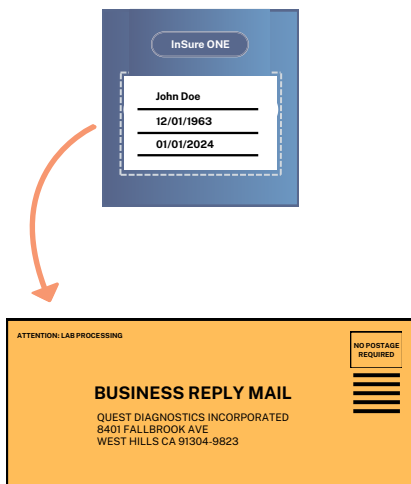 InSure ONE
John Doe
12/01/1963
01/01/2024
ATTENTION: LAB PROCESSING
NO POSTAGE
REQUIRED
BUSINESS REPLY MAIL
QUEST DIAGNOSTICS INCORPORATED
8401 FALLBROOK AVE
WEST HILLS CA 91304-9823